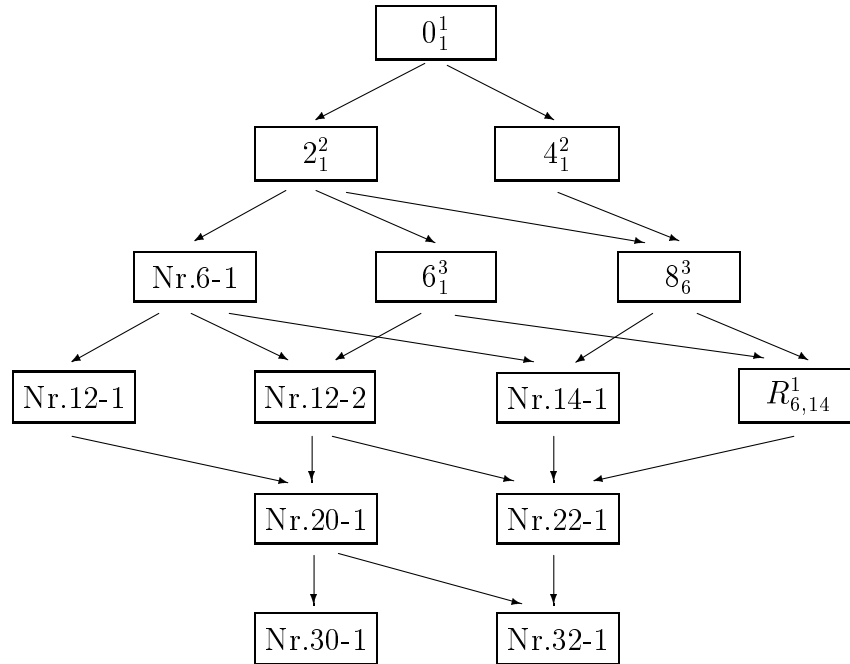 $0_1^1$
$2_1^2$ $4_1^2$
Nr.6-1 $6_1^3$ $8_6^3$
Nr.12-1 Nr.12-2 Nr.14-1 $R_{6,14}^1$
Nr.20-1 Nr.22-1
Nr.30-1 Nr.32-1